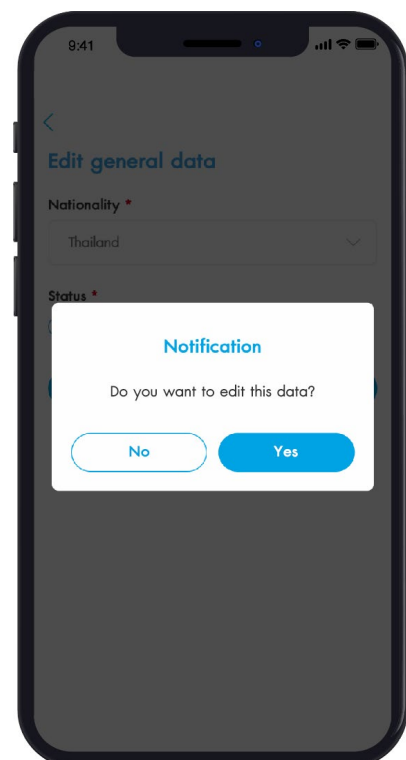 9:41
Edit general data
Nationality *
Thailand
Status *
Notification
Do you want to edit this data?
No Yes